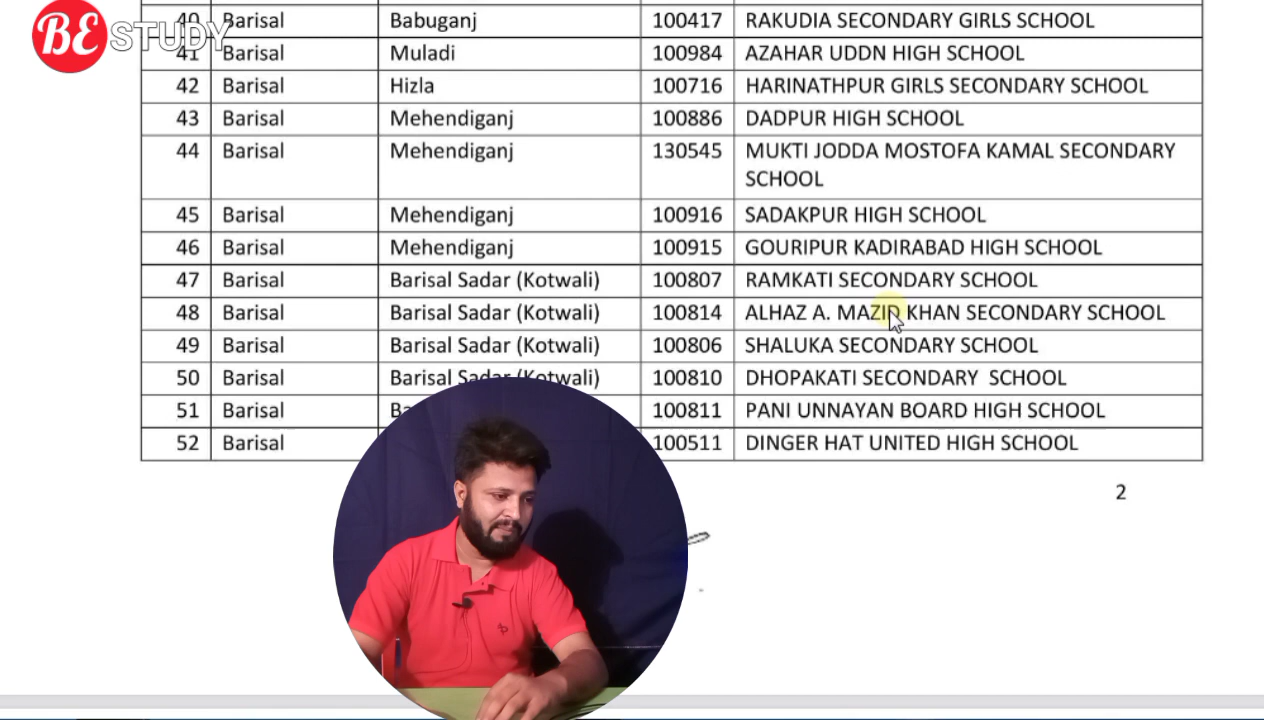 BE STUDY
40 Barisal Babuganj 100417 RAKUDIA SECONDARY GIRLS SCHOOL
41 Barisal Muladi 100984 AZAHAR UDDN HIGH SCHOOL
42 Barisal Hizla 100716 HARINATHPUR GIRLS SECONDARY SCHOOL
43 Barisal Mehendiganj 100886 DADPUR HIGH SCHOOL
44 Barisal Mehendiganj 130545 MUKTI JODDA MOSTOFA KAMAL SECONDARY
SCHOOL
45 Barisal Mehendiganj 100916 SADAKPUR HIGH SCHOOL
46 Barisal Mehendiganj 100915 GOURIPUR KADIRABAD HIGH SCHOOL
47 Barisal Barisal Sadar (Kotwali) 100807 RAMKATI SECONDARY SCHOOL
48 Barisal Barisal Sadar (Kotwali) 100814 ALHAZ A. MAZID KHAN SECONDARY SCHOOL
49 Barisal Barisal Sadar (Kotwali) 100806 SHALUKA SECONDARY SCHOOL
50 Barisal Barisal Sadar (Kotwali) 100810 DHOPAKATI SECONDARY SCHOOL
51 Barisal 100811 PANI UNNAYAN BOARD HIGH SCHOOL
52 Barisal 100511 DINGER HAT UNITED HIGH SCHOOL
2